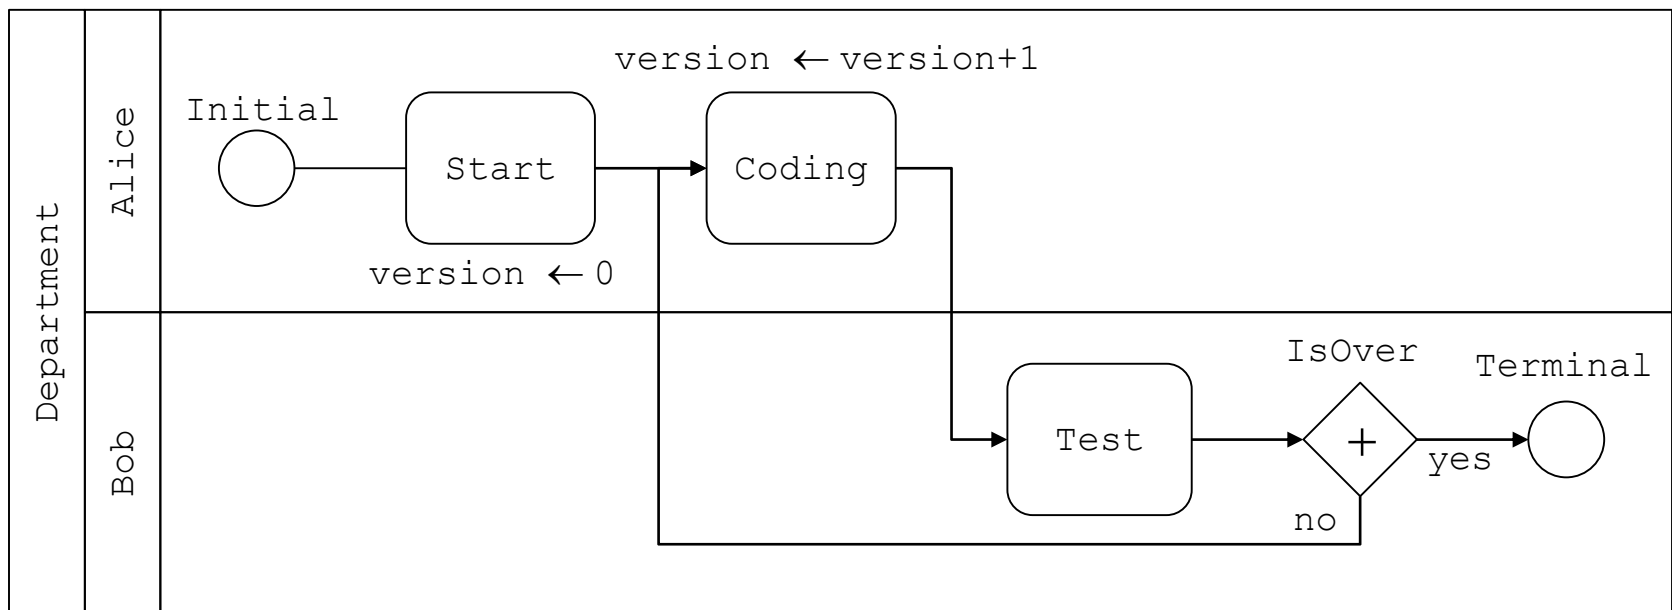 Department
Alice
Initial
Start
version ← 0
version ← version+1
Coding
Bob
Test
IsOver
+
yes
no
Terminal